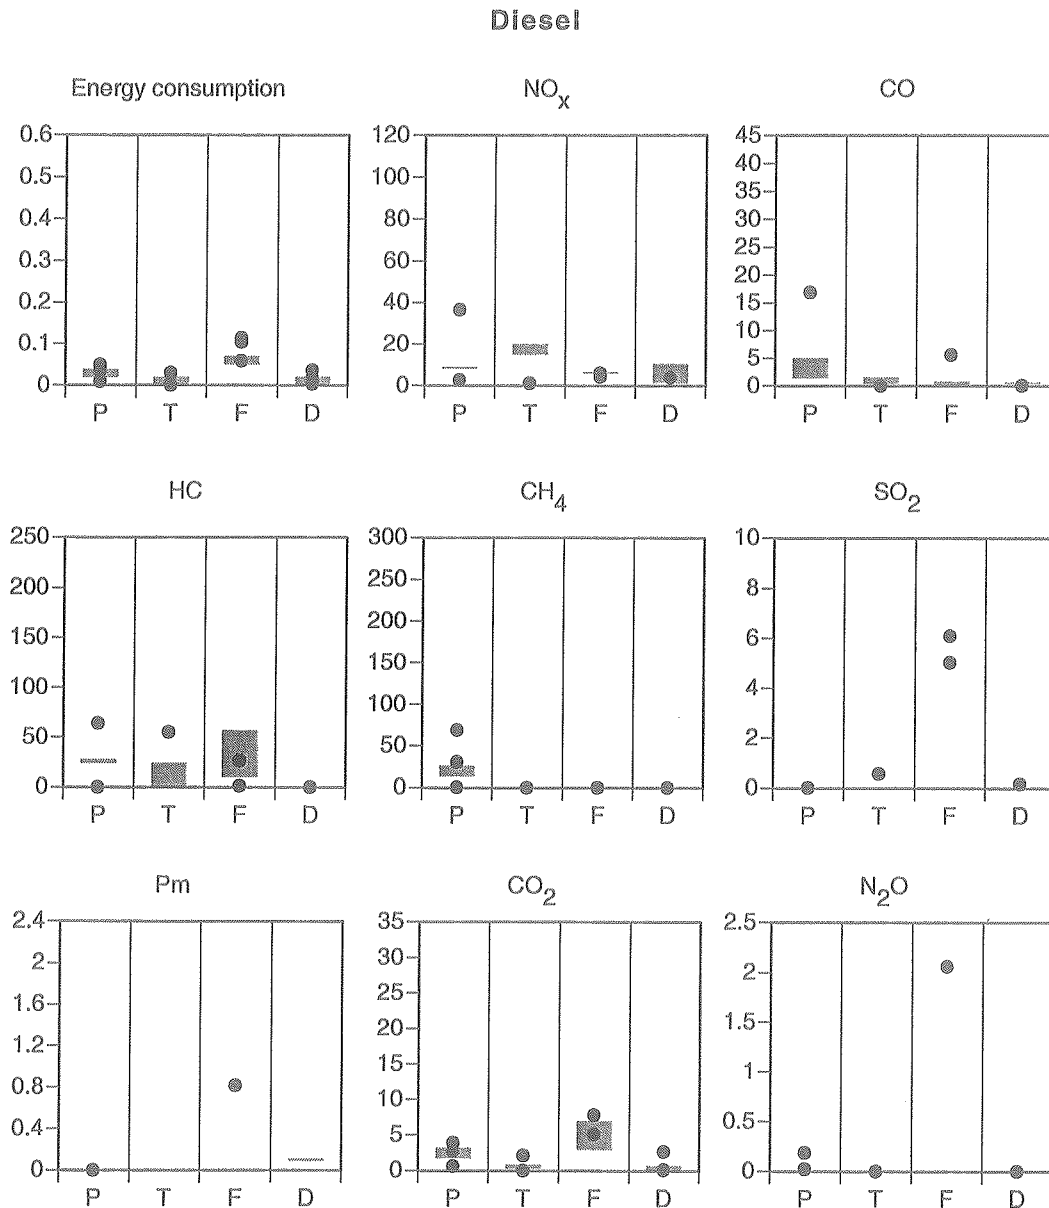 Diesel
Energy consumption NOx CO
0.6 120 45
0.5 100 40
0.4 80 35
0.3 60 30
0.2 40 25
0.1 20 20
0 0 15
10
5
0
P T F D P T F D P T F D
HC CH4 SO2
250 300 10
200 250 8
150 200 6
100 150 4
50 100 2
0 50 0
0
P T F D P T F D P T F D
Pm CO2 N2O
2.4 35 2.5
2 30 2
1.6 25 1.5
1.2 20 1
0.8 15 0.5
0.4 10 0
0 5
0
P T F D P T F D P T F D